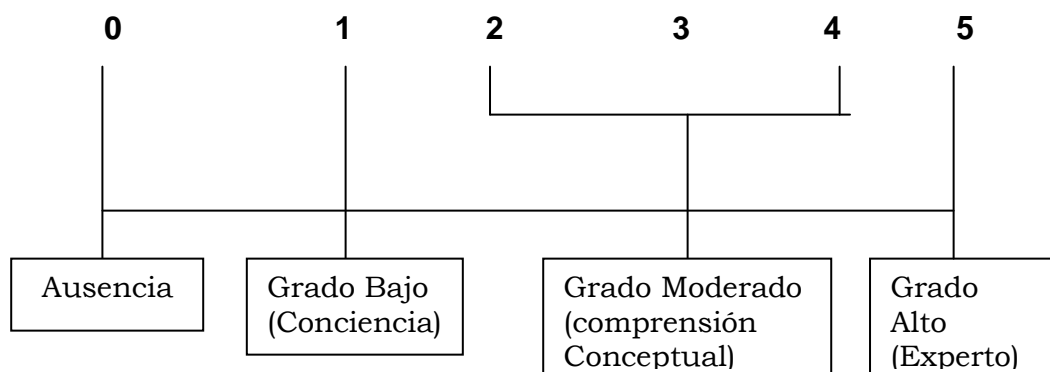 0 1 2 3 4 5
Ausencia
Grado Bajo
(Conciencia)
Grado Moderado
(comprensión
Conceptual)
Grado
Alto
(Experto)